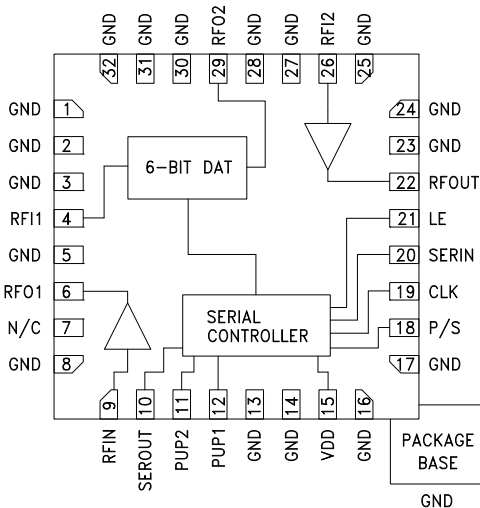 GND
GND
GND
RFO2
GND
GND
RFI2
GND
32
31
30
29
28
27
26
25
GND 1
GND 2
GND 3
RFI1 4
GND 5
RFO1 6
N/C 7
GND 8
24 GND
23 GND
22 RFOUT
21 LE
20 SERIN
19 CLK
18 P/S
17 GND
6-BIT DAT
SERIAL
CONTROLLER
9
10
11
12
13
14
15
16
RFIN
SEROUT
PUP2
PUP1
GND
GND
VDD
GND
PACKAGE
BASE
GND